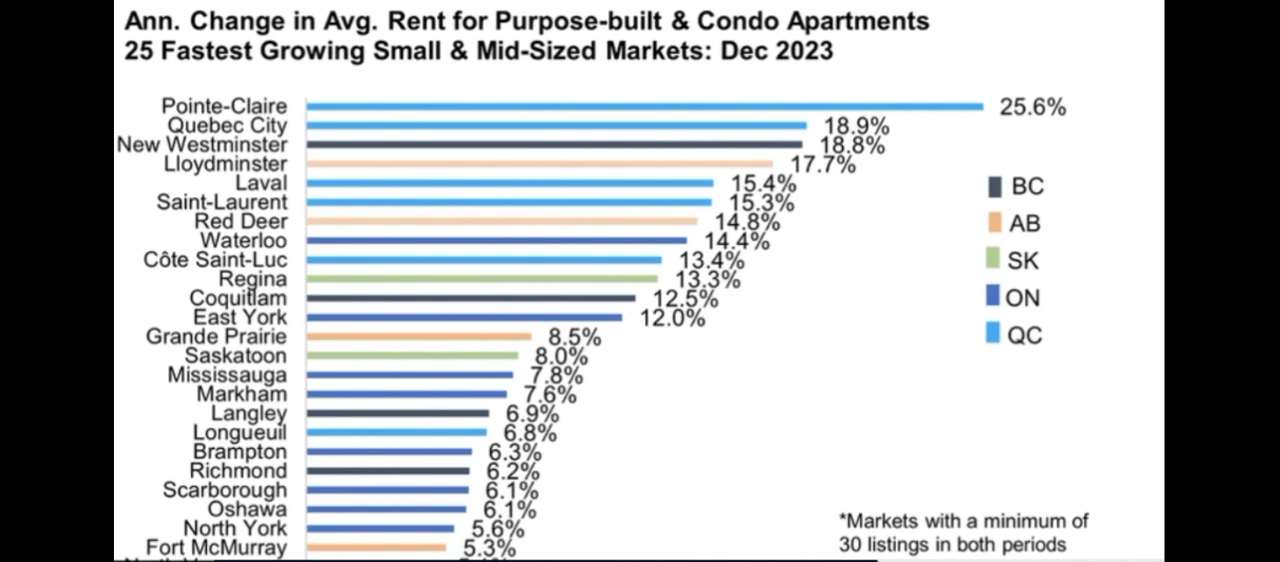 Ann. Change in Avg. Rent for Purpose-built & Condo Apartments
25 Fastest Growing Small & Mid-Sized Markets: Dec 2023
Pointe-Claire 25.6%
Quebec City 18.9%
New Westminster 18.8%
Lloydminster 17.7%
Laval 15.4%
Saint-Laurent 15.3%
Red Deer 14.8%
Waterloo 14.4%
Côte Saint-Luc 13.4%
Regina 13.3%
Coquitlam 12.5%
East York 12.0%
Grande Prairie 8.5%
Saskatoon 8.0%
Mississauga 7.8%
Markham 7.6%
Langley 6.9%
Longueuil 6.8%
Brampton 6.3%
Richmond 6.2%
Scarborough 6.1%
Oshawa 6.1%
North York 5.6%
Fort McMurray 5.3%
BC
AB
SK
ON
QC
*Markets with a minimum of
30 listings in both periods